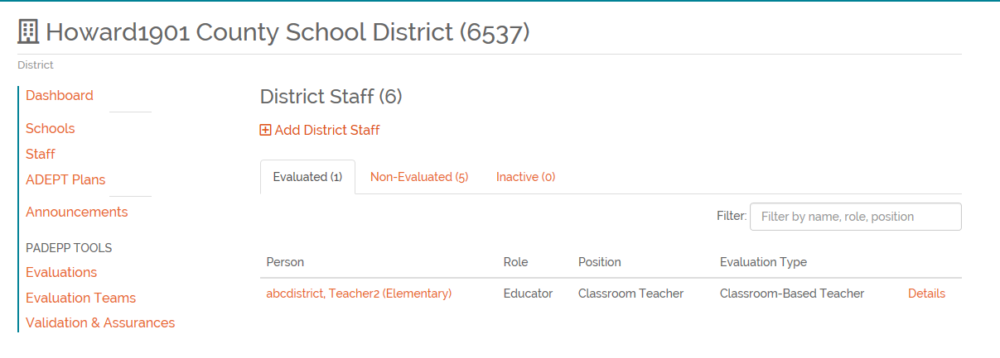 Howard1901 County School District (6537)
District
Dashboard
Schools
Staff
ADEPT Plans
Announcements
PADEPP TOOLS
Evaluations
Evaluation Teams
Validation & Assurances
District Staff (6)
Add District Staff
Evaluated (1) Non-Evaluated (5) Inactive (0)
Filter: Filter by name, role, position
Person Role Position Evaluation Type
abcdistrict, Teacher2 (Elementary) Educator Classroom Teacher Classroom-Based Teacher Details